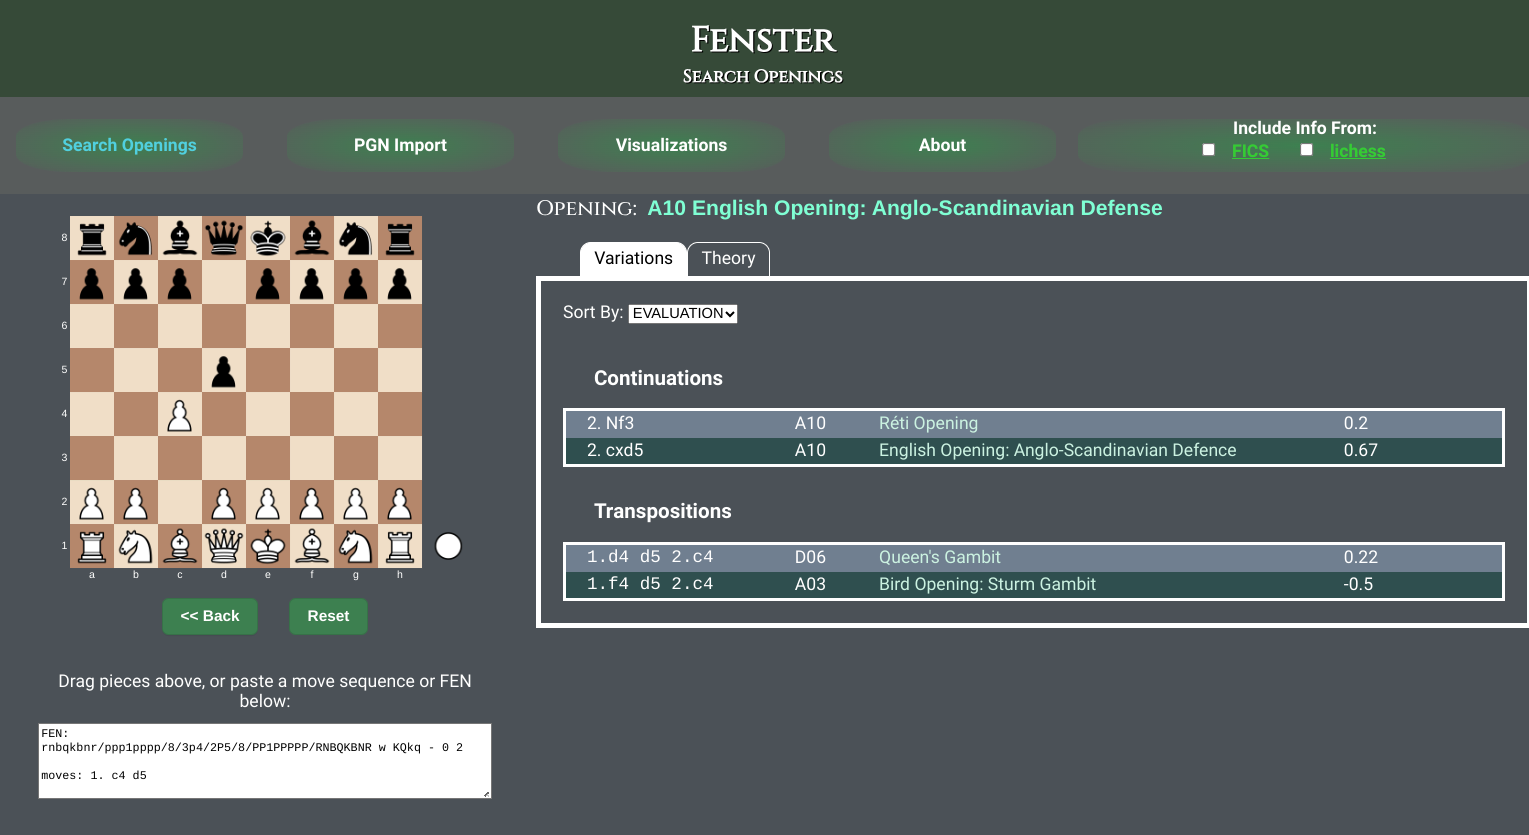 Fenster
Search Openings
Search Openings
PGN Import
Visualizations
About
Include Info From:
FICS lichess
Opening: A10 English Opening: Anglo-Scandinavian Defense
Variations Theory
Sort By: EVALUATION
Continuations
2. Nf3 A10 Réti Opening 0.2
2. cxd5 A10 English Opening: Anglo-Scandinavian Defence 0.67
Transpositions
1.d4 d5 2.c4 D06 Queen's Gambit 0.22
1.f4 d5 2.c4 A03 Bird Opening: Sturm Gambit -0.5
8
7
6
5
4
3
2
1
a b c d e f g h
<< Back Reset
Drag pieces above, or paste a move sequence or FEN
below:
FEN:
rnbqkbnr/ppp1pppp/8/3p4/2P5/8/PP1PPPPP/RNBQKBNR w KQkq - 0 2
moves: 1. c4 d5